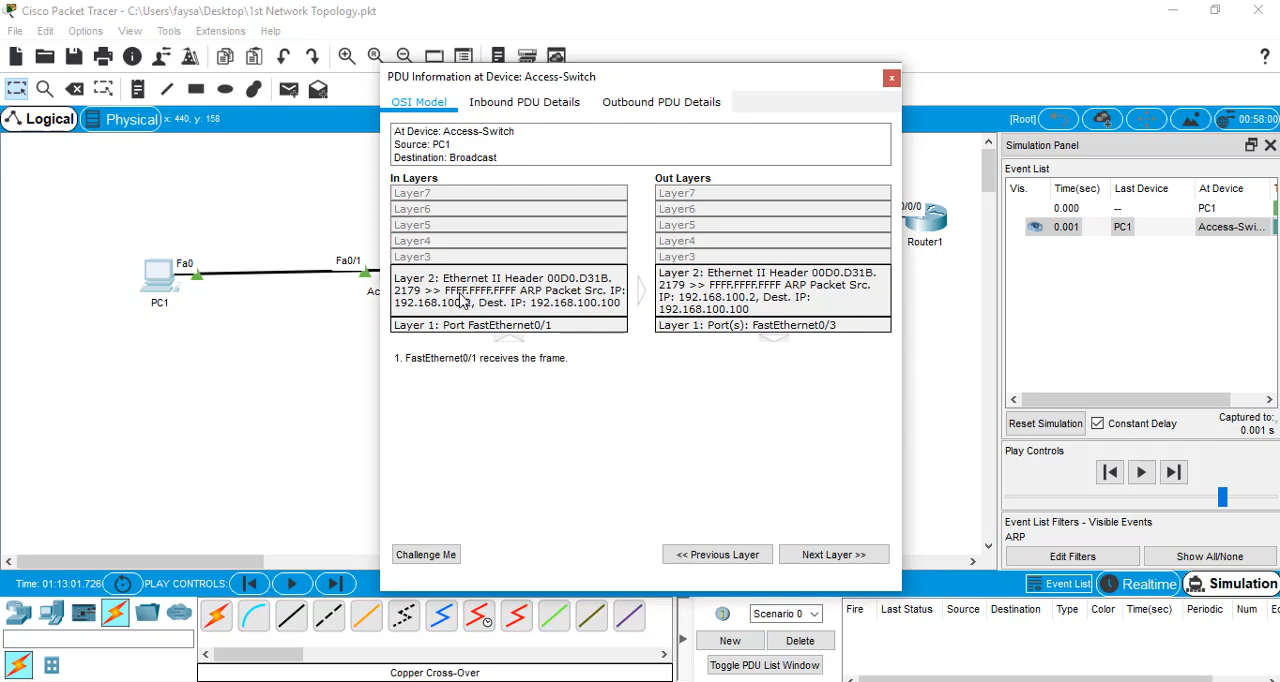 Cisco Packet Tracer - C:\Users\faysa\Desktop\1st Network Topology.pkt
File Edit Options View Tools Extensions Help
?
Logical Physical x: 440, y: 158
[Root] 00:58:00
PDU Information at Device: Access-Switch
OSI Model Inbound PDU Details Outbound PDU Details
At Device: Access-Switch
Source: PC1
Destination: Broadcast
In Layers
Layer7
Layer6
Layer5
Layer4
Layer3
Layer 2: Ethernet II Header 00D0.D31B.
2179 >> FFFF.FFFF.FFFF ARP Packet Src. IP:
192.168.100.2, Dest. IP: 192.168.100.100
Layer 1: Port FastEthernet0/1
Out Layers
Layer7
Layer6
Layer5
Layer4
Layer3
Layer 2: Ethernet II Header 00D0.D31B.
2179 >> FFFF.FFFF.FFFF ARP Packet Src.
IP: 192.168.100.2, Dest. IP:
192.168.100.100
Layer 1: Port(s): FastEthernet0/3
1. FastEthernet0/1 receives the frame.
Challenge Me << Previous Layer Next Layer >>
Fa0
Fa0/1
PC1
Ac
0/0/0
Router1
Simulation Panel
Event List
Vis. Time(sec) Last Device At Device
0.000 -- PC1
0.001 PC1 Access-Swi...
Reset Simulation Constant Delay Captured to:
0.001 s
Play Controls
Event List Filters - Visible Events
ARP
Edit Filters Show All/None
Time: 01:13:01.726 PLAY CONTROLS: Event List Realtime Simulation
Copper Cross-Over
Scenario 0
New Delete
Toggle PDU List Window
Fire Last Status Source Destination Type Color Time(sec) Periodic Num